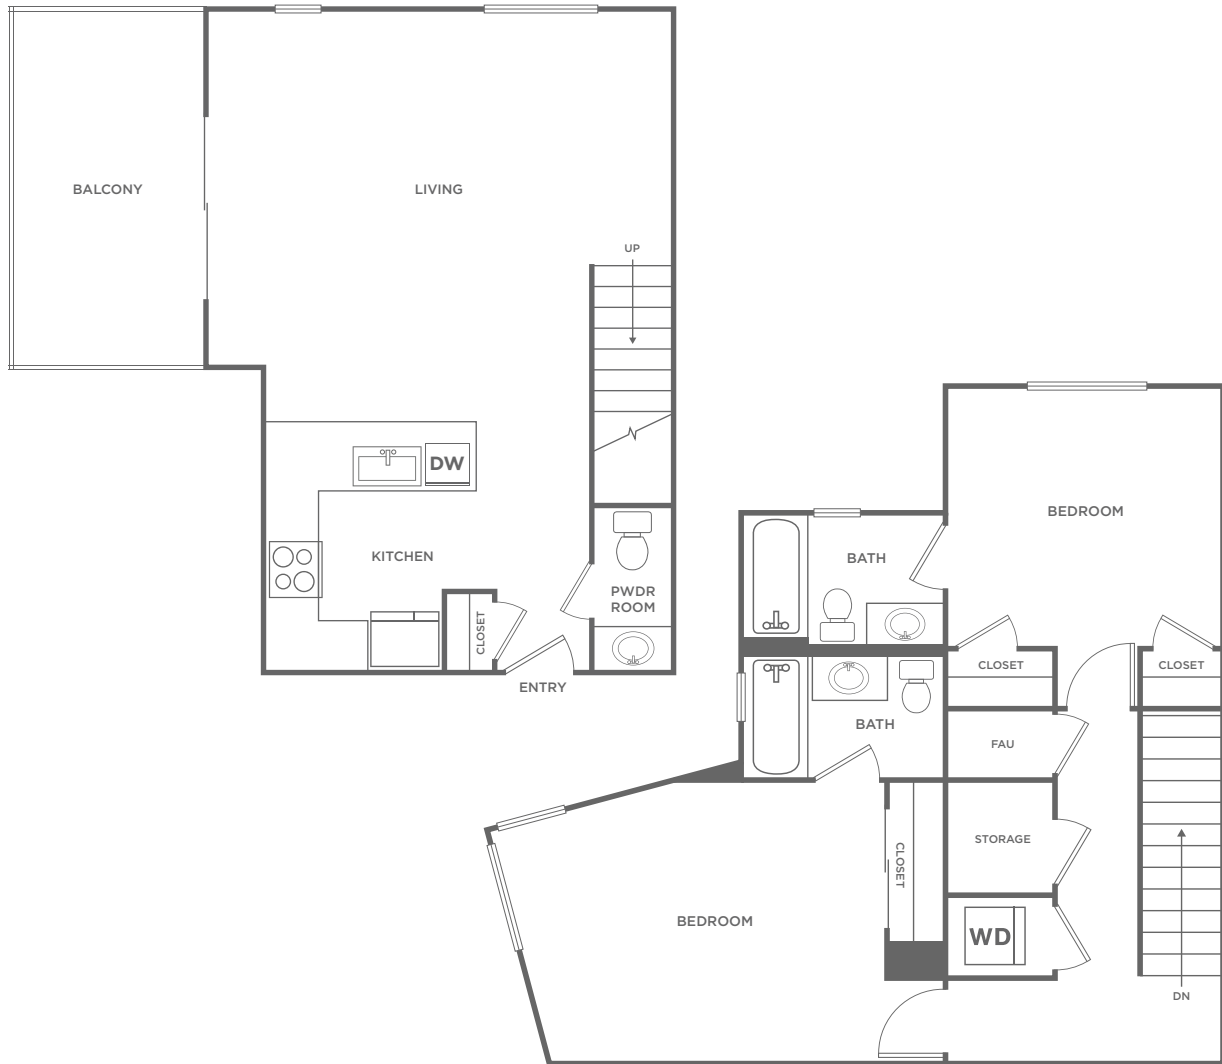 BALCONY
LIVING
UP
DW
KITCHEN
PWDR
ROOM
CLOSET
ENTRY
BEDROOM
BATH
CLOSET
CLOSET
BATH
FAU
STORAGE
CLOSET
BEDROOM
WD
DN